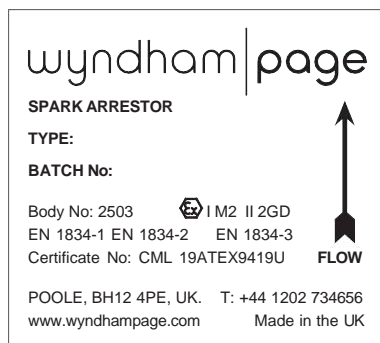 wyndham page
SPARK ARRESTOR
TYPE:
BATCH No:
Body No: 2503 Ex I M2 II 2GD
EN 1834-1 EN 1834-2 EN 1834-3
Certificate No: CML 19ATEX9419U FLOW
POOLE, BH12 4PE, UK. T: +44 1202 734656
www.wyndhampage.com Made in the UK